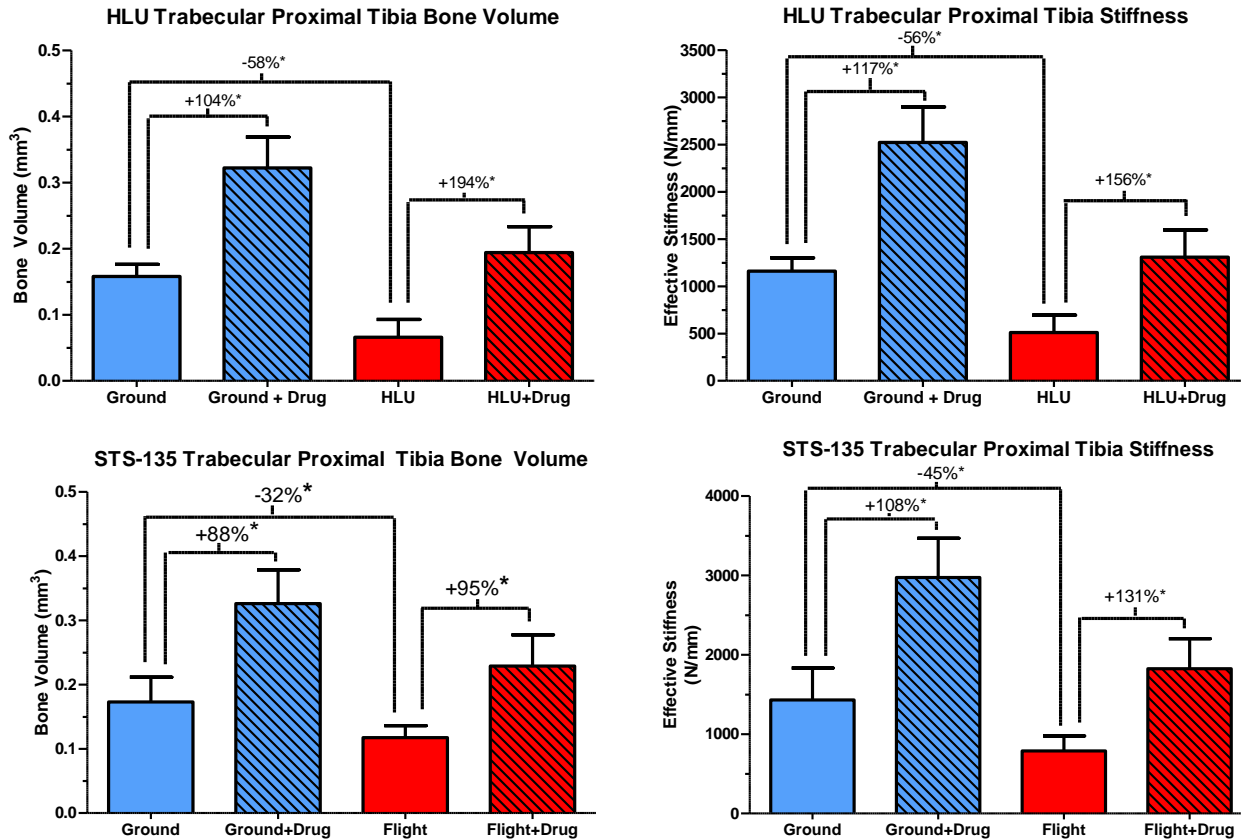 HLU Trabecular Proximal Tibia Bone Volume
Bone Volume (mm³)
0.5
0.4
0.3
0.2
0.1
0.0
-58%*
+104%*
+194%*
Ground
Ground + Drug
HLU
HLU+Drug
HLU Trabecular Proximal Tibia Stiffness
Effective Stiffness (N/mm)
3500
3000
2500
2000
1500
1000
500
0
-56%*
+117%*
+156%*
Ground
Ground + Drug
HLU
HLU+Drug
STS-135 Trabecular Proximal Tibia Bone Volume
Bone Volume (mm³)
0.5
0.4
0.3
0.2
0.1
0.0
-32%*
+88%*
+95%*
Ground
Ground+Drug
Flight
Flight+Drug
STS-135 Trabecular Proximal Tibia Stiffness
Effective Stiffness
(N/mm)
4000
3000
2000
1000
0
-45%*
+108%*
+131%*
Ground
Ground+Drug
Flight
Flight+Drug